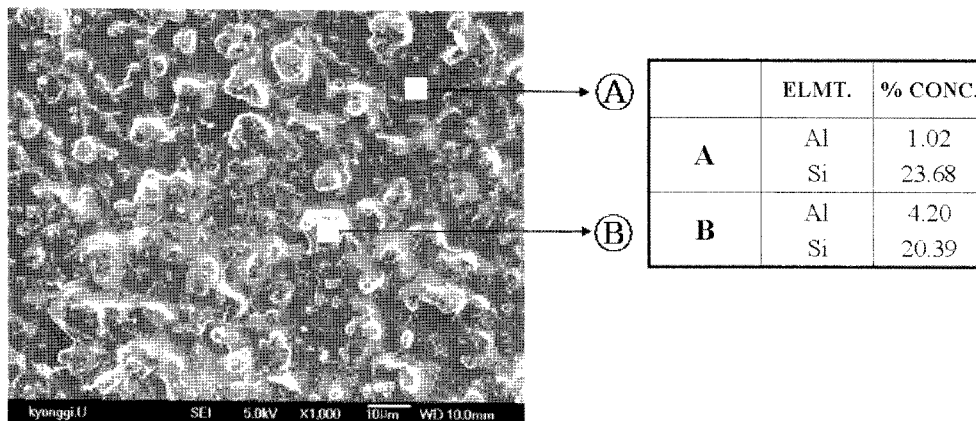 Ⓐ
Ⓑ
ELMT. % CONC.
A
Al 1.02
Si 23.68
B
Al 4.20
Si 20.39
kyonggi.U SEI 5.0kV X1,000 10μm WD 10.0mm